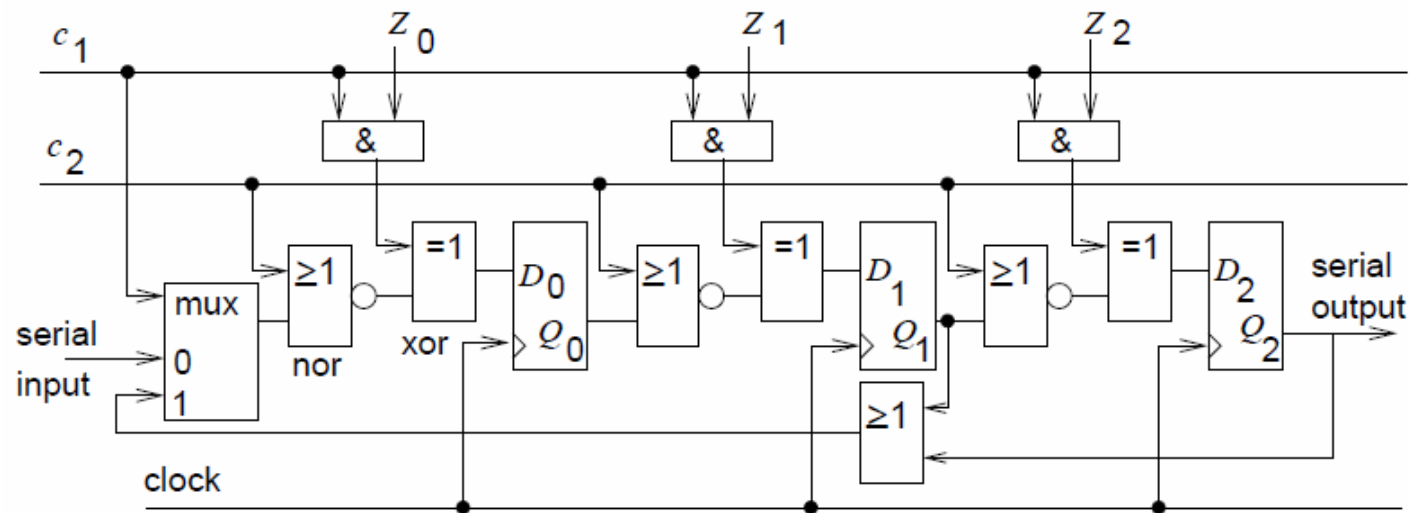 c1 Z0 Z1 Z2
& & &
c2
=1 =1 =1
≥1 ≥1 ≥1
D0 D1 D2
serial output
mux
Q0 Q1 Q2
serial input
0
nor xor
1
≥1
clock